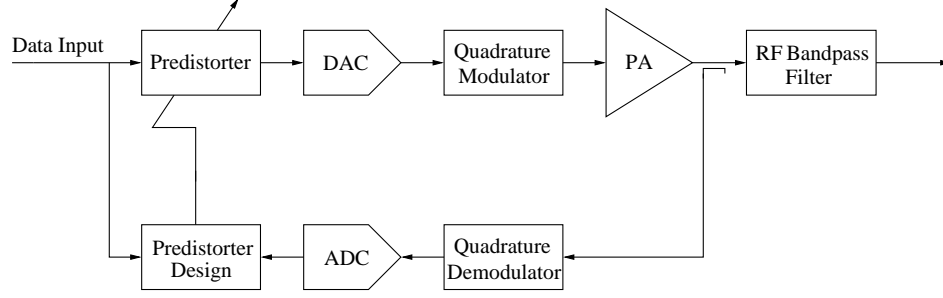 Data Input
Predistorter
DAC
Quadrature
Modulator
PA
RF Bandpass
Filter
Predistorter
Design
ADC
Quadrature
Demodulator